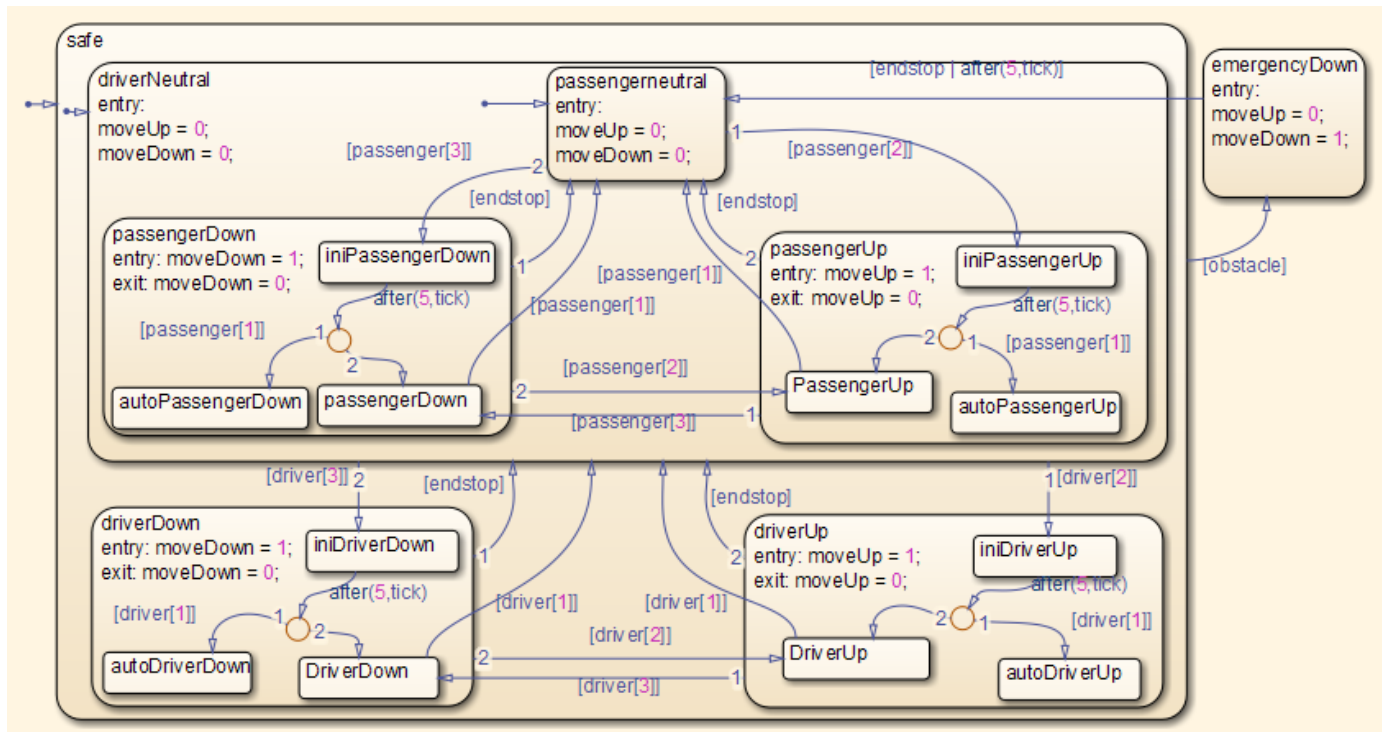 safe
driverNeutral
entry:
moveUp = 0;
moveDown = 0;
passengerneutral
entry:
moveUp = 0;
moveDown = 0;
[endstop | after(5,tick)]
emergencyDown
entry:
moveUp = 0;
moveDown = 1;
[passenger[3]]
2
1
[passenger[2]]
[endstop]
[endstop]
passengerDown
entry: moveDown = 1;
exit: moveDown = 0;
iniPassengerDown
after(5,tick)
[passenger[1]]
1
2
autoPassengerDown
passengerDown
1
[passenger[1]]
[passenger[1]]
2
passengerUp
entry: moveUp = 1;
exit: moveUp = 0;
iniPassengerUp
after(5,tick)
2
1
[passenger[1]]
PassengerUp
autoPassengerUp
[obstacle]
2
[passenger[2]]
1
[passenger[3]]
[driver[3]]
2
[endstop]
[endstop]
1
[driver[2]]
driverDown
entry: moveDown = 1;
exit: moveDown = 0;
iniDriverDown
after(5,tick)
[driver[1]]
1
2
autoDriverDown
DriverDown
1
[driver[1]]
[driver[1]]
2
driverUp
entry: moveUp = 1;
exit: moveUp = 0;
iniDriverUp
after(5,tick)
2
1
[driver[1]]
DriverUp
autoDriverUp
[driver[2]]
2
1
[driver[3]]